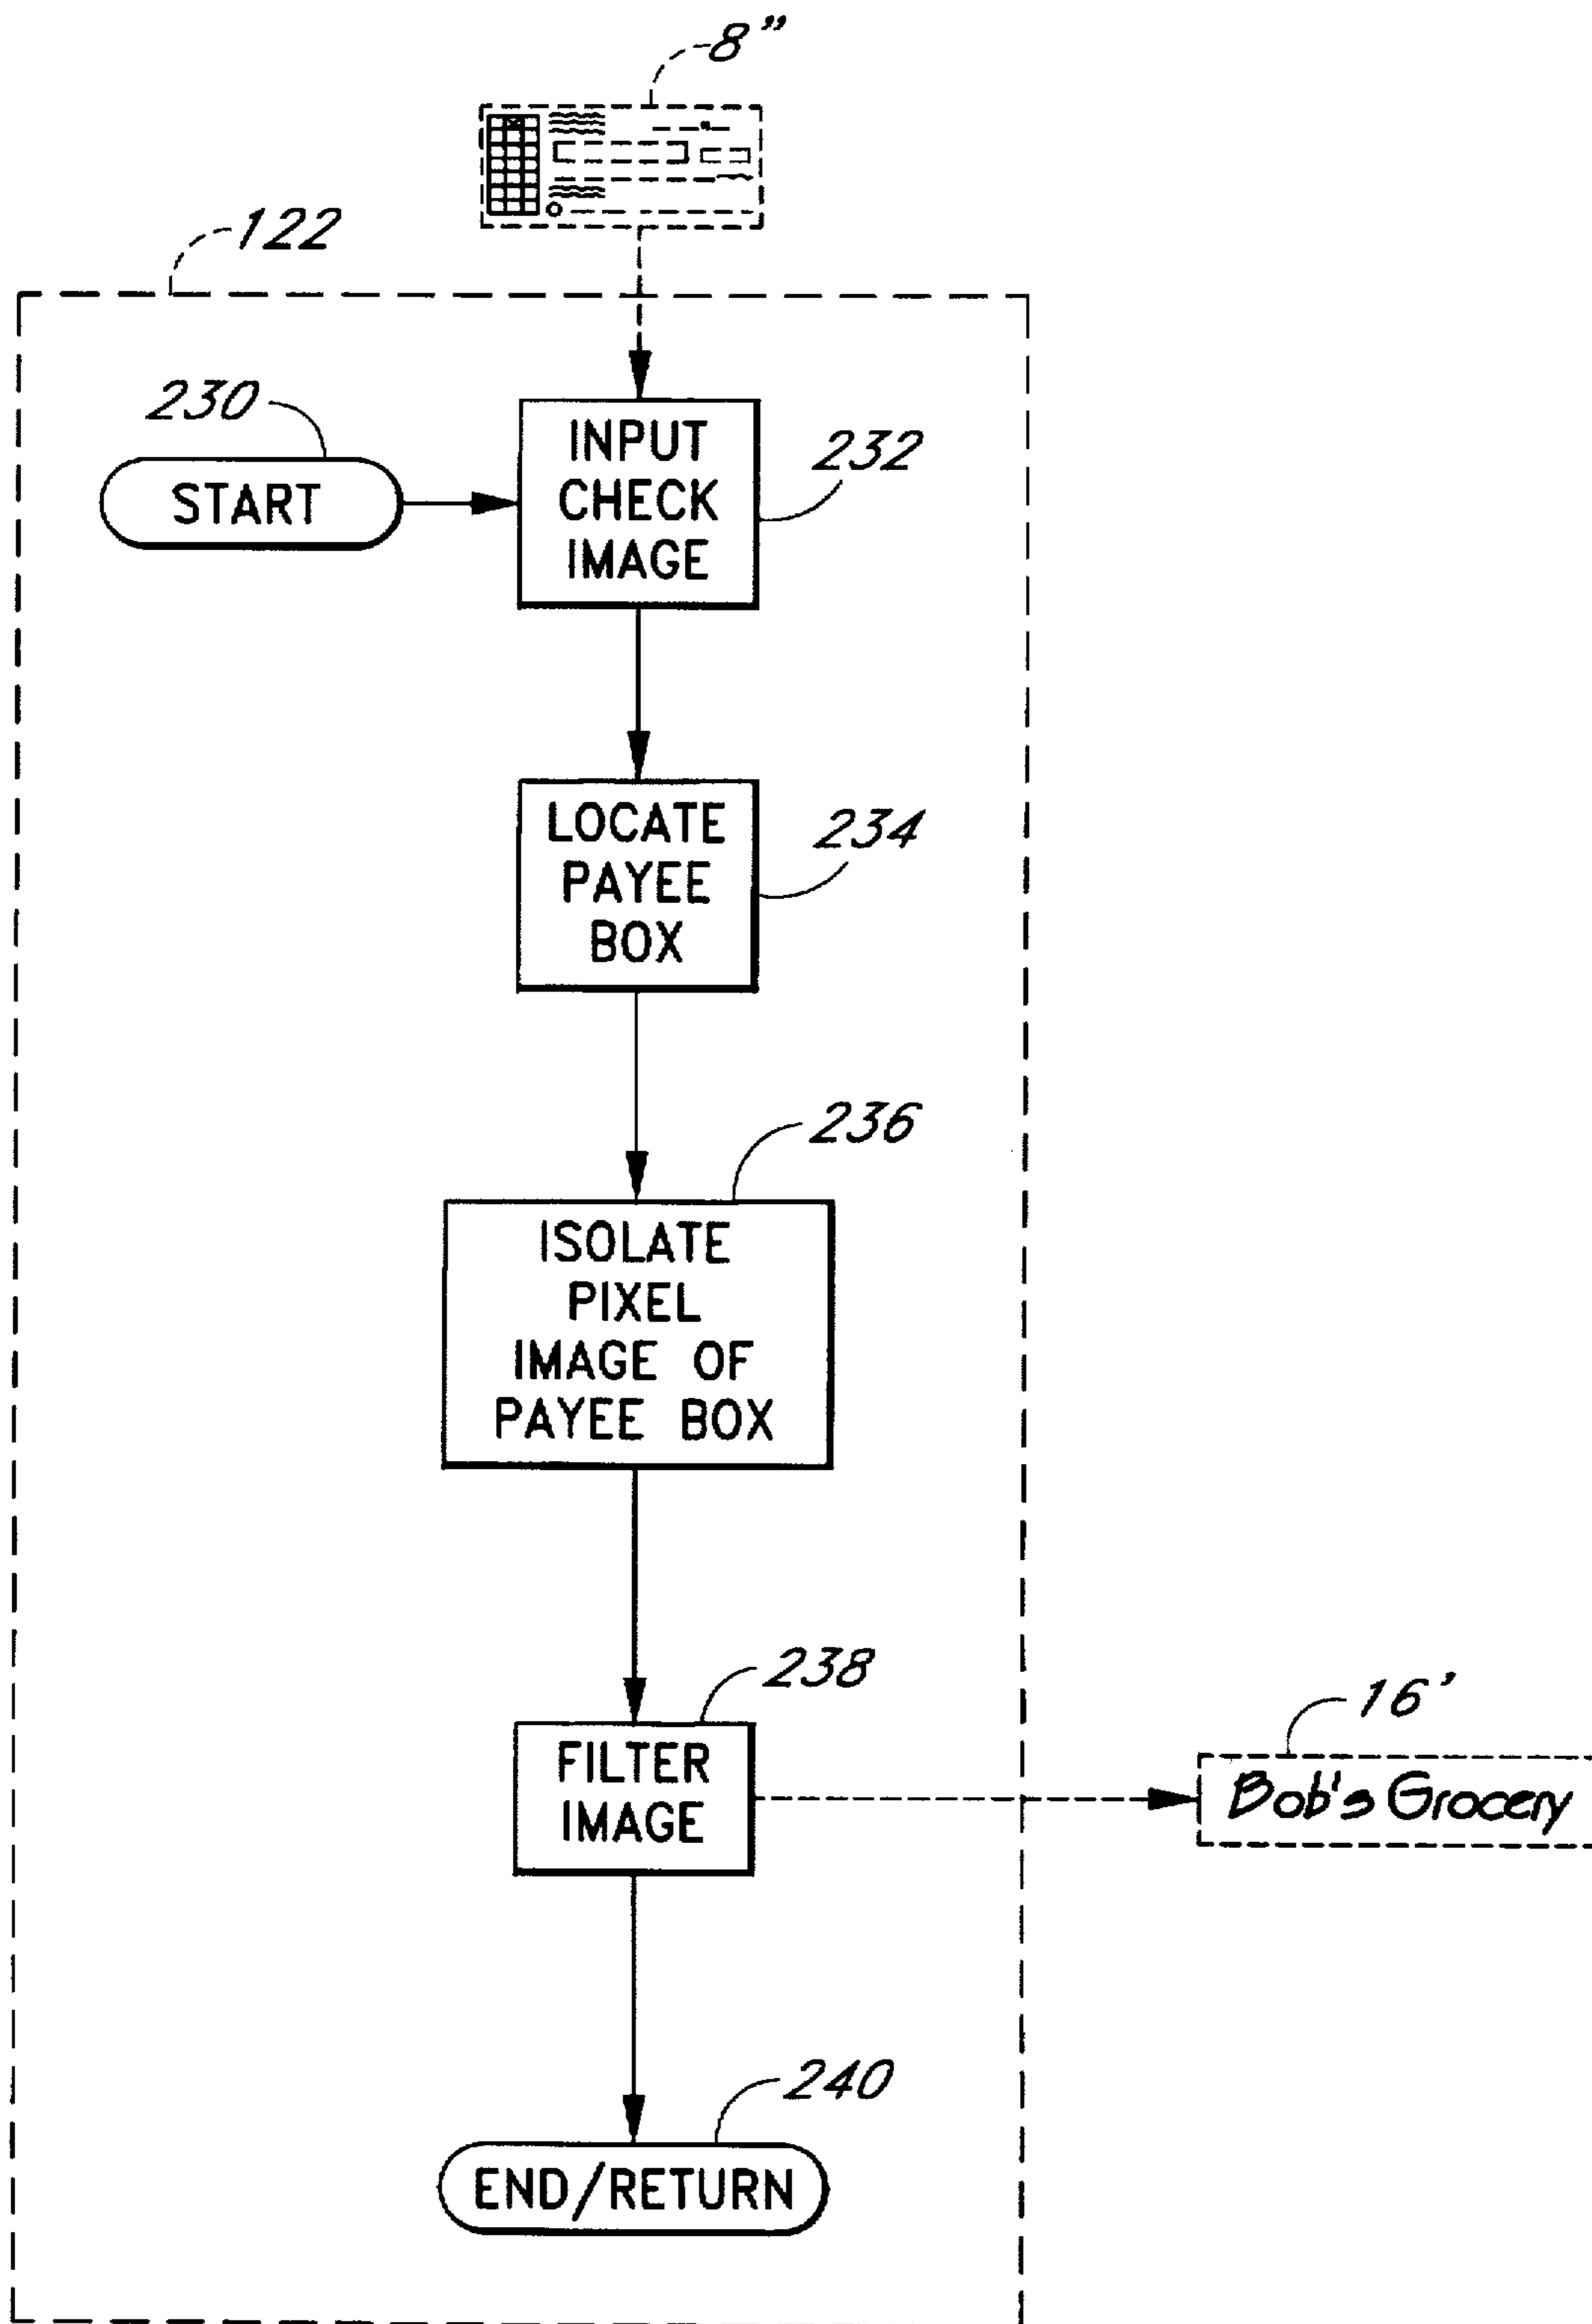 8”
122
230
START
INPUT
CHECK
IMAGE
232
LOCATE
PAYEE
BOX
234
236
ISOLATE
PIXEL
IMAGE OF
PAYEE BOX
238
FILTER
IMAGE
16’
Bob's Grocery
240
END/RETURN